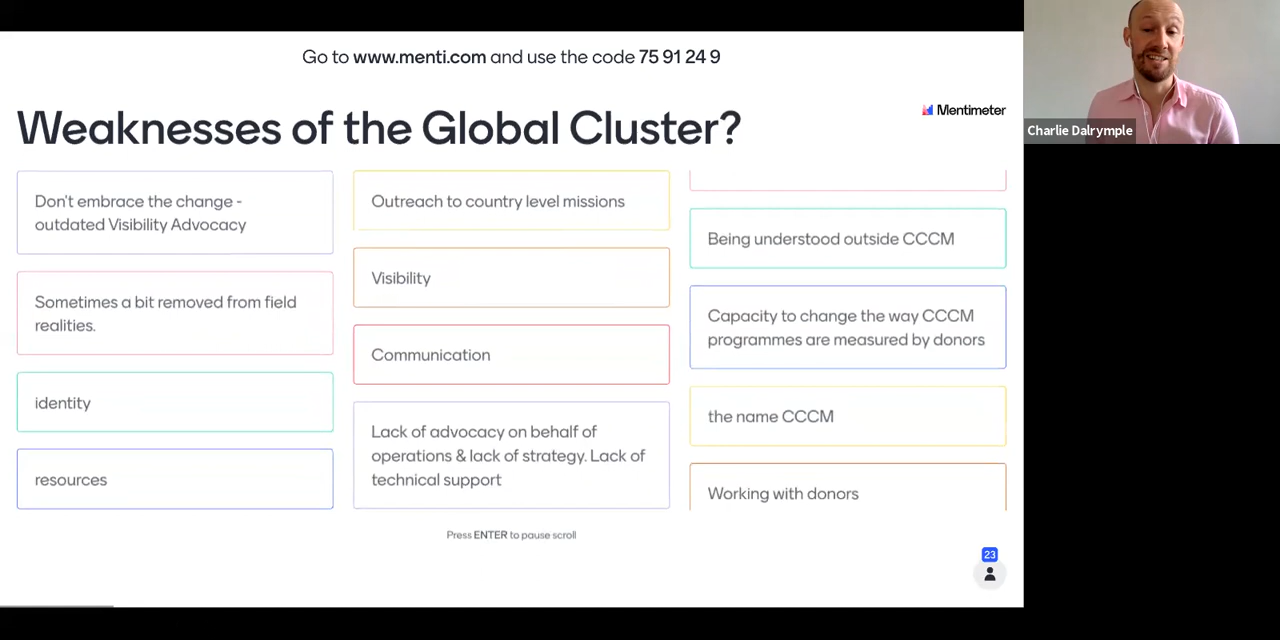 Go to www.menti.com and use the code 75 91 24 9
Mentimeter
Weaknesses of the Global Cluster?
Charlie Dalrymple
Don't embrace the change -
outdated Visibility Advocacy
Sometimes a bit removed from field
realities.
identity
resources
Outreach to country level missions
Visibility
Communication
Lack of advocacy on behalf of
operations & lack of strategy. Lack of
technical support
Being understood outside CCCM
Capacity to change the way CCCM
programmes are measured by donors
the name CCCM
Working with donors
Press ENTER to pause scroll
23